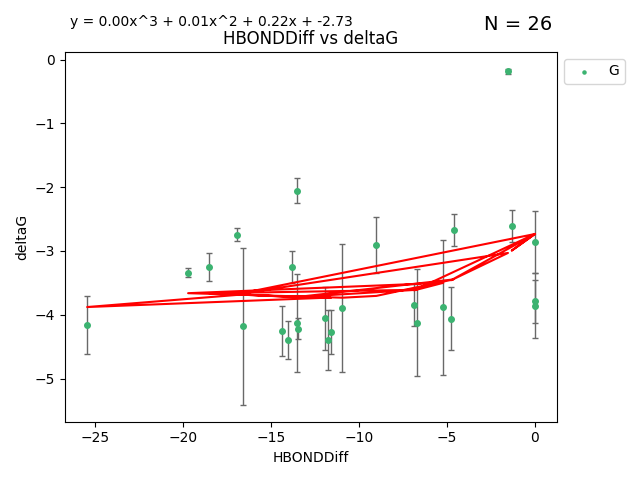 y = 0.00x^3 + 0.01x^2 + 0.22x + -2.73
N = 26
HBONDDiff vs deltaG
G
deltaG
0
−1
−2
−3
−4
−5
−25
−20
−15
−10
−5
0
HBONDDiff